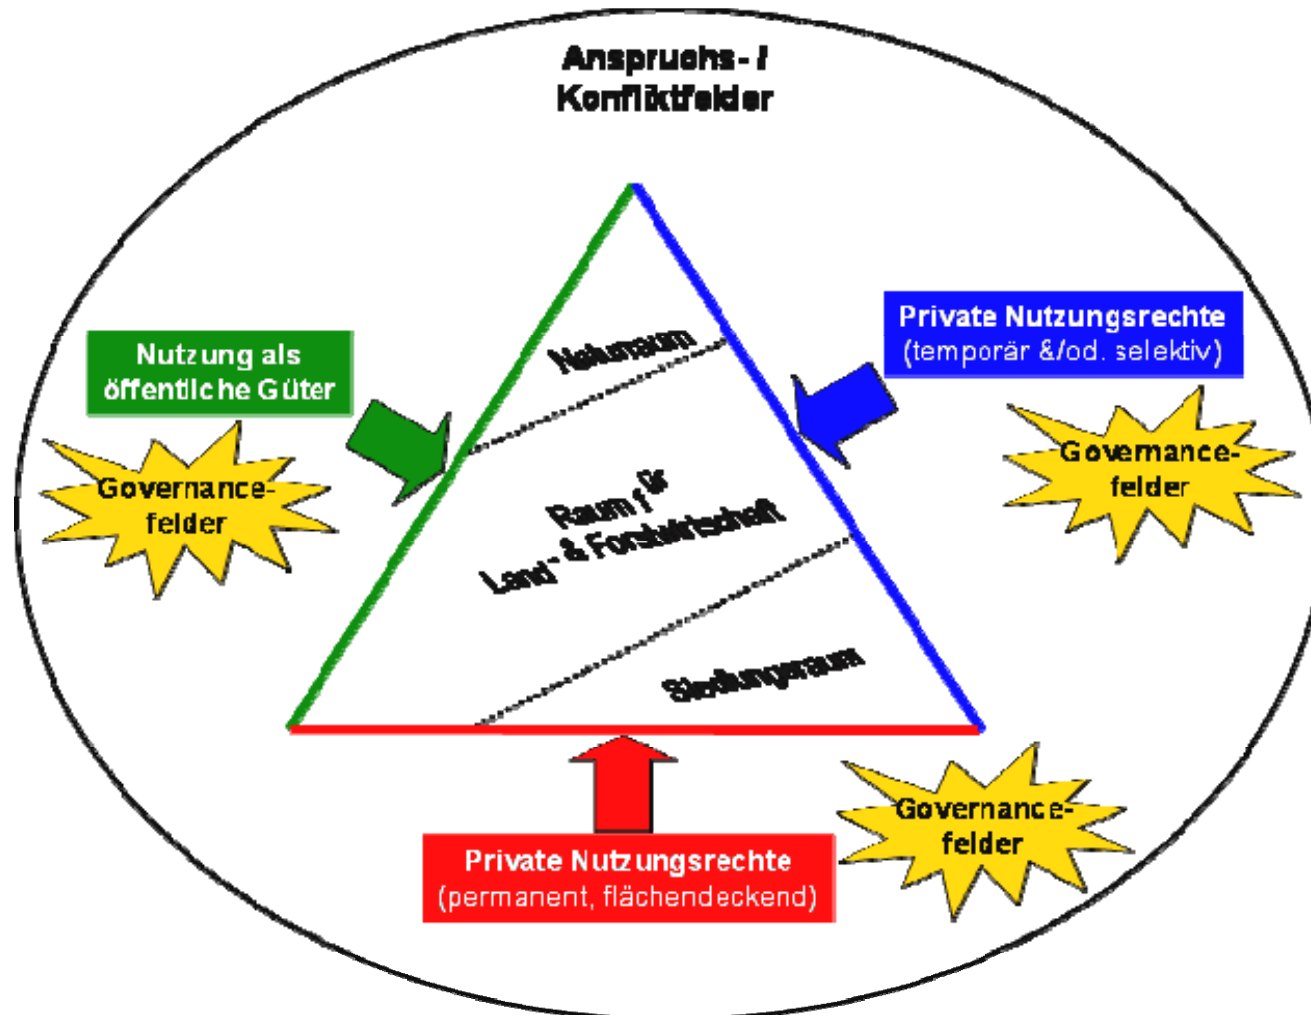 Anspruchs- /
Konfliktfelder
Naturraum
Private Nutzungsrechte
(temporär &/od. selektiv)
Nutzung als
öffentliche Güter
Governance-
felder
Governance-
felder
Raum für
Land- & Forstwirtschaft
Siedlungsraum
Governance-
felder
Private Nutzungsrechte
(permanent, flächendeckend)